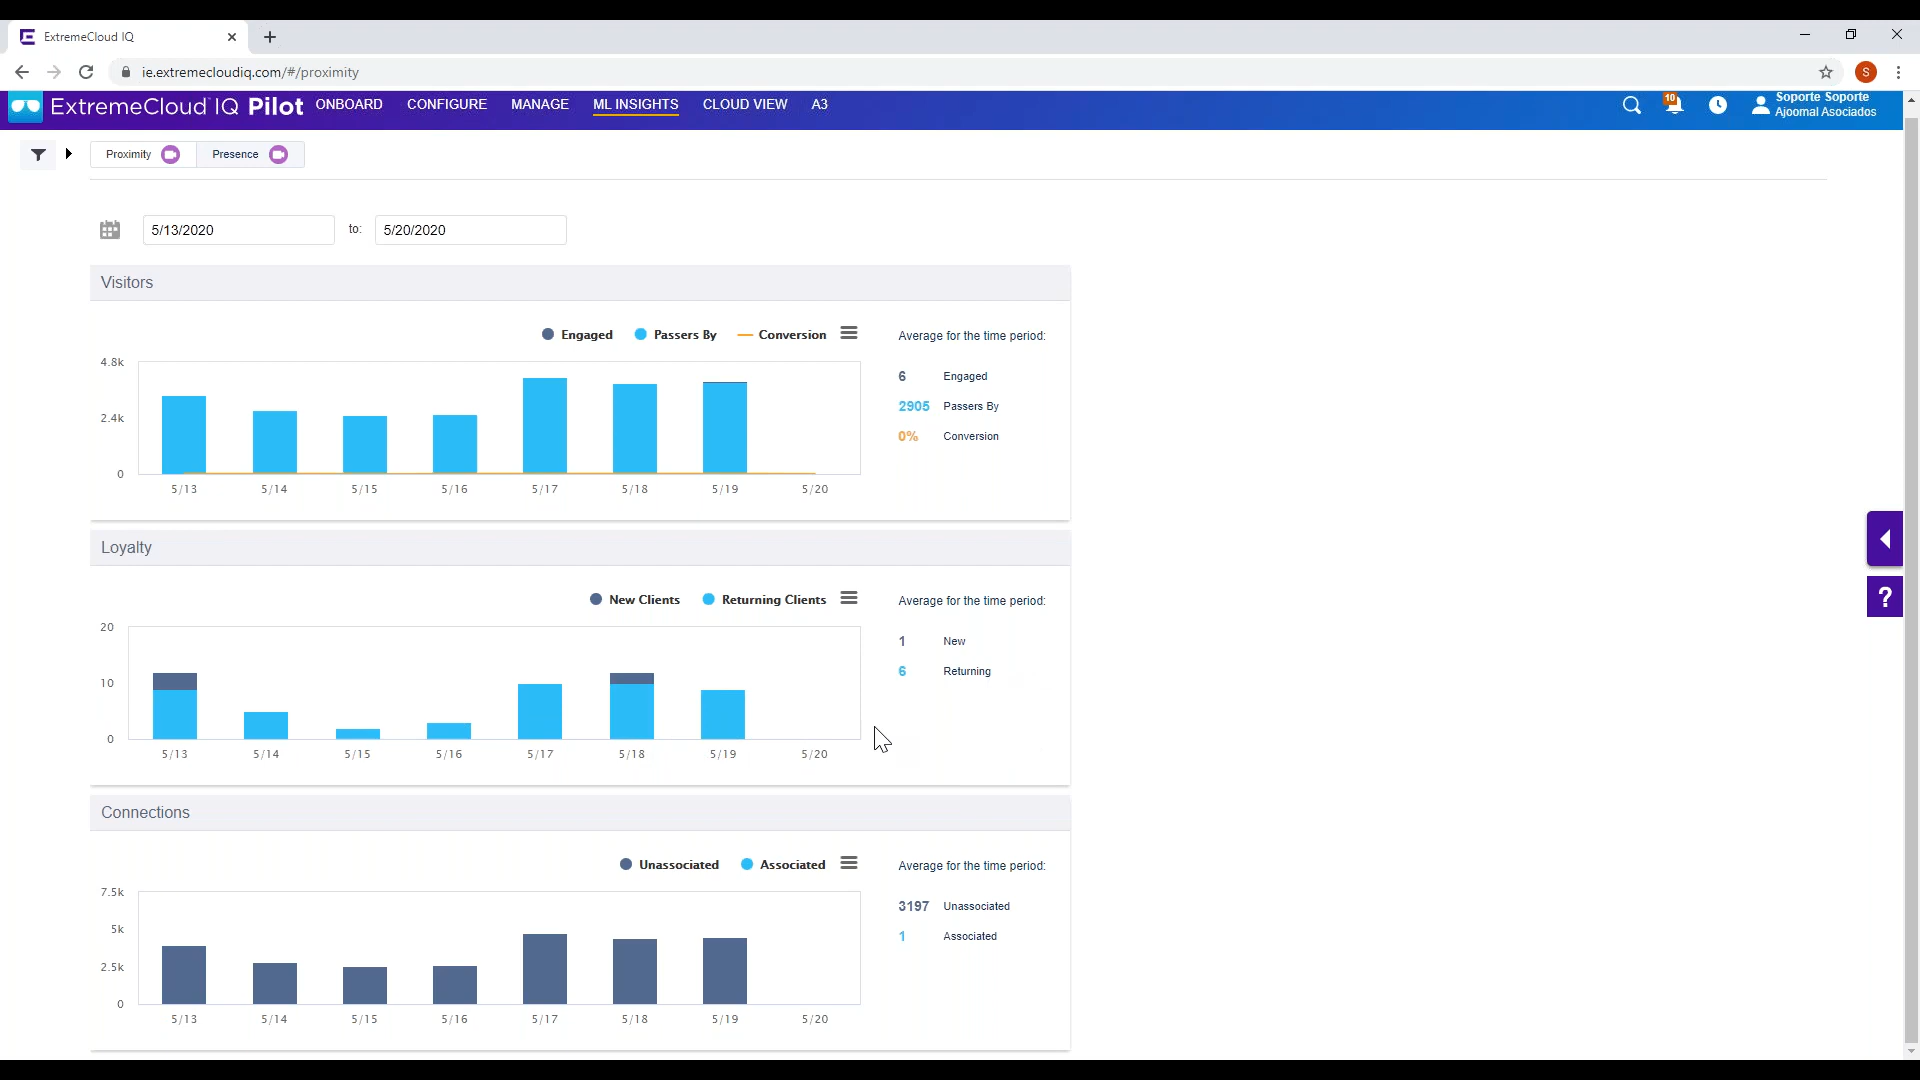 ExtremeCloud IQ
ie.extremecloudiq.com/#/proximity
S
ExtremeCloud IQ Pilot ONBOARD CONFIGURE MANAGE ML INSIGHTS CLOUD VIEW A3
10
Soporte Soporte
Ajoomal Asociados
Proximity Presence
5/13/2020 to: 5/20/2020
Visitors
Engaged Passers By Conversion
Average for the time period:
4.8k
2.4k
0
5/13 5/14 5/15 5/16 5/17 5/18 5/19 5/20
6 Engaged
2905 Passers By
0% Conversion
Loyalty
New Clients Returning Clients
Average for the time period:
20
10
0
5/13 5/14 5/15 5/16 5/17 5/18 5/19 5/20
1 New
6 Returning
?
Connections
Unassociated Associated
Average for the time period:
7.5k
5k
2.5k
0
5/13 5/14 5/15 5/16 5/17 5/18 5/19 5/20
3197 Unassociated
1 Associated